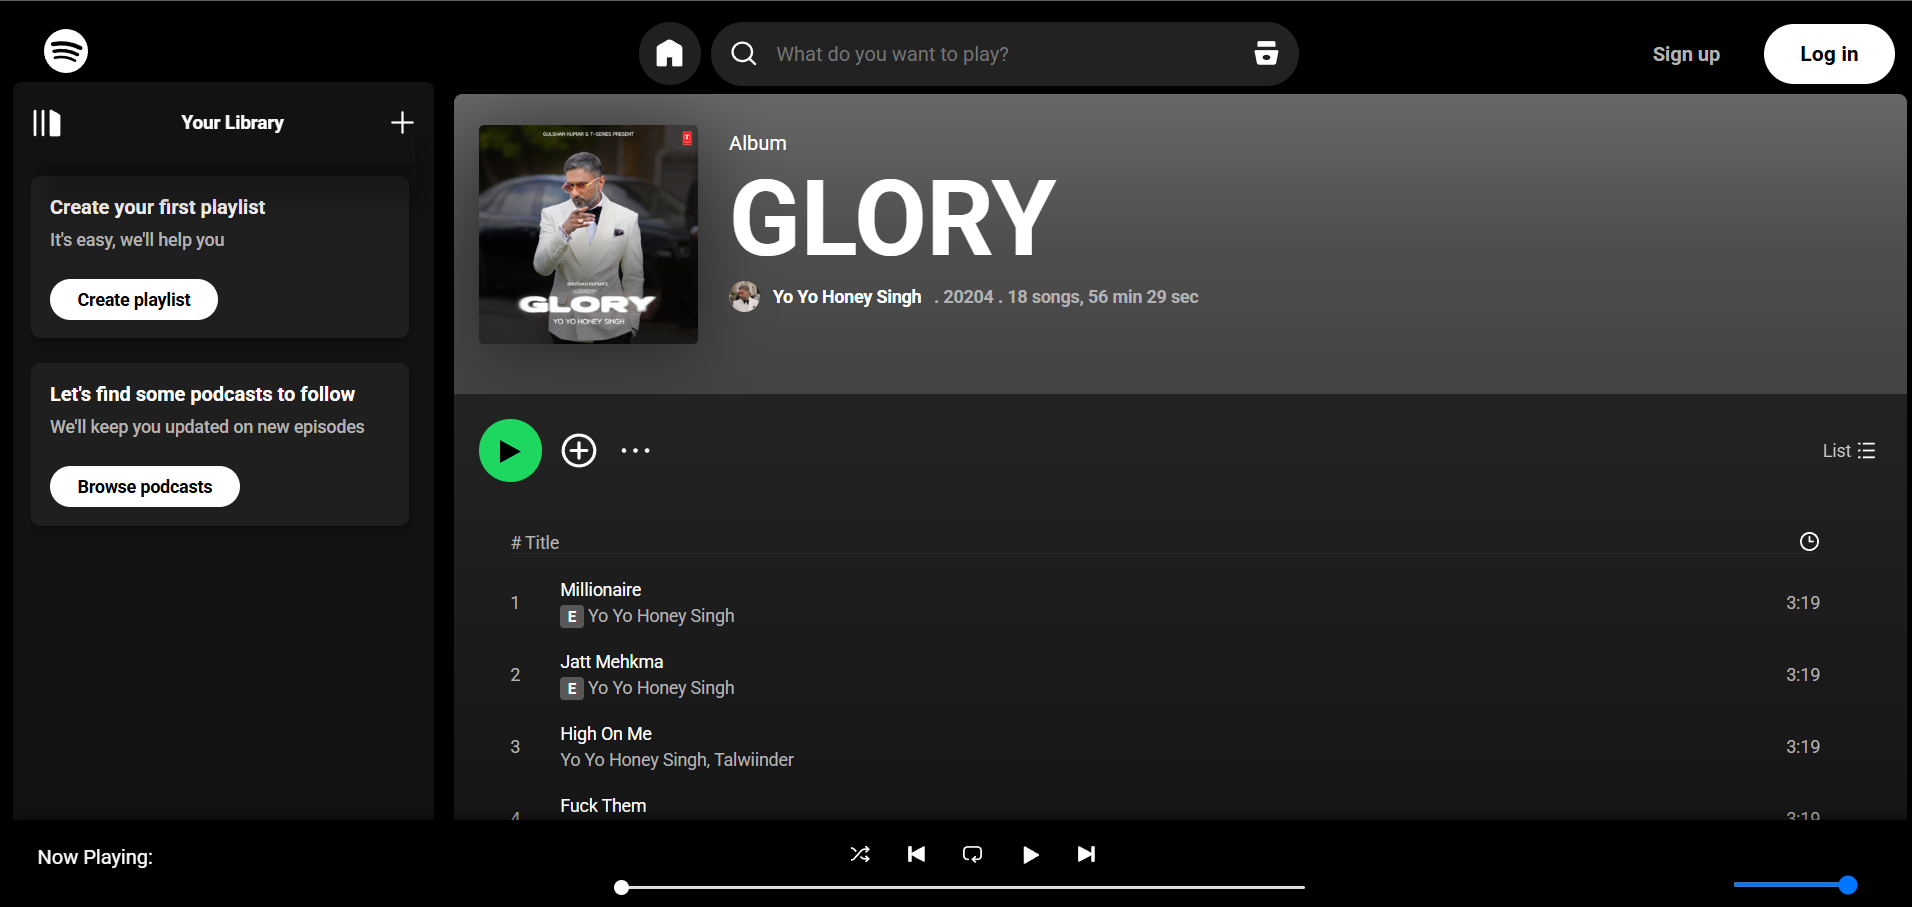 What do you want to play?
Sign up
Log in
Your Library
Create your first playlist
It's easy, we'll help you
Create playlist
Let's find some podcasts to follow
We'll keep you updated on new episodes
Browse podcasts
GULSHAN KUMAR & T-SERIES PRESENT
T
BHUSHAN KUMAR'S
GLORY
YO YO HONEY SINGH
Album
GLORY
Yo Yo Honey Singh . 20204 . 18 songs, 56 min 29 sec
List
# Title
1 Millionaire 3:19
E Yo Yo Honey Singh
2 Jatt Mehkma 3:19
E Yo Yo Honey Singh
3 High On Me 3:19
Yo Yo Honey Singh, Talwiinder
4 Fuck Them 3:19
Now Playing: